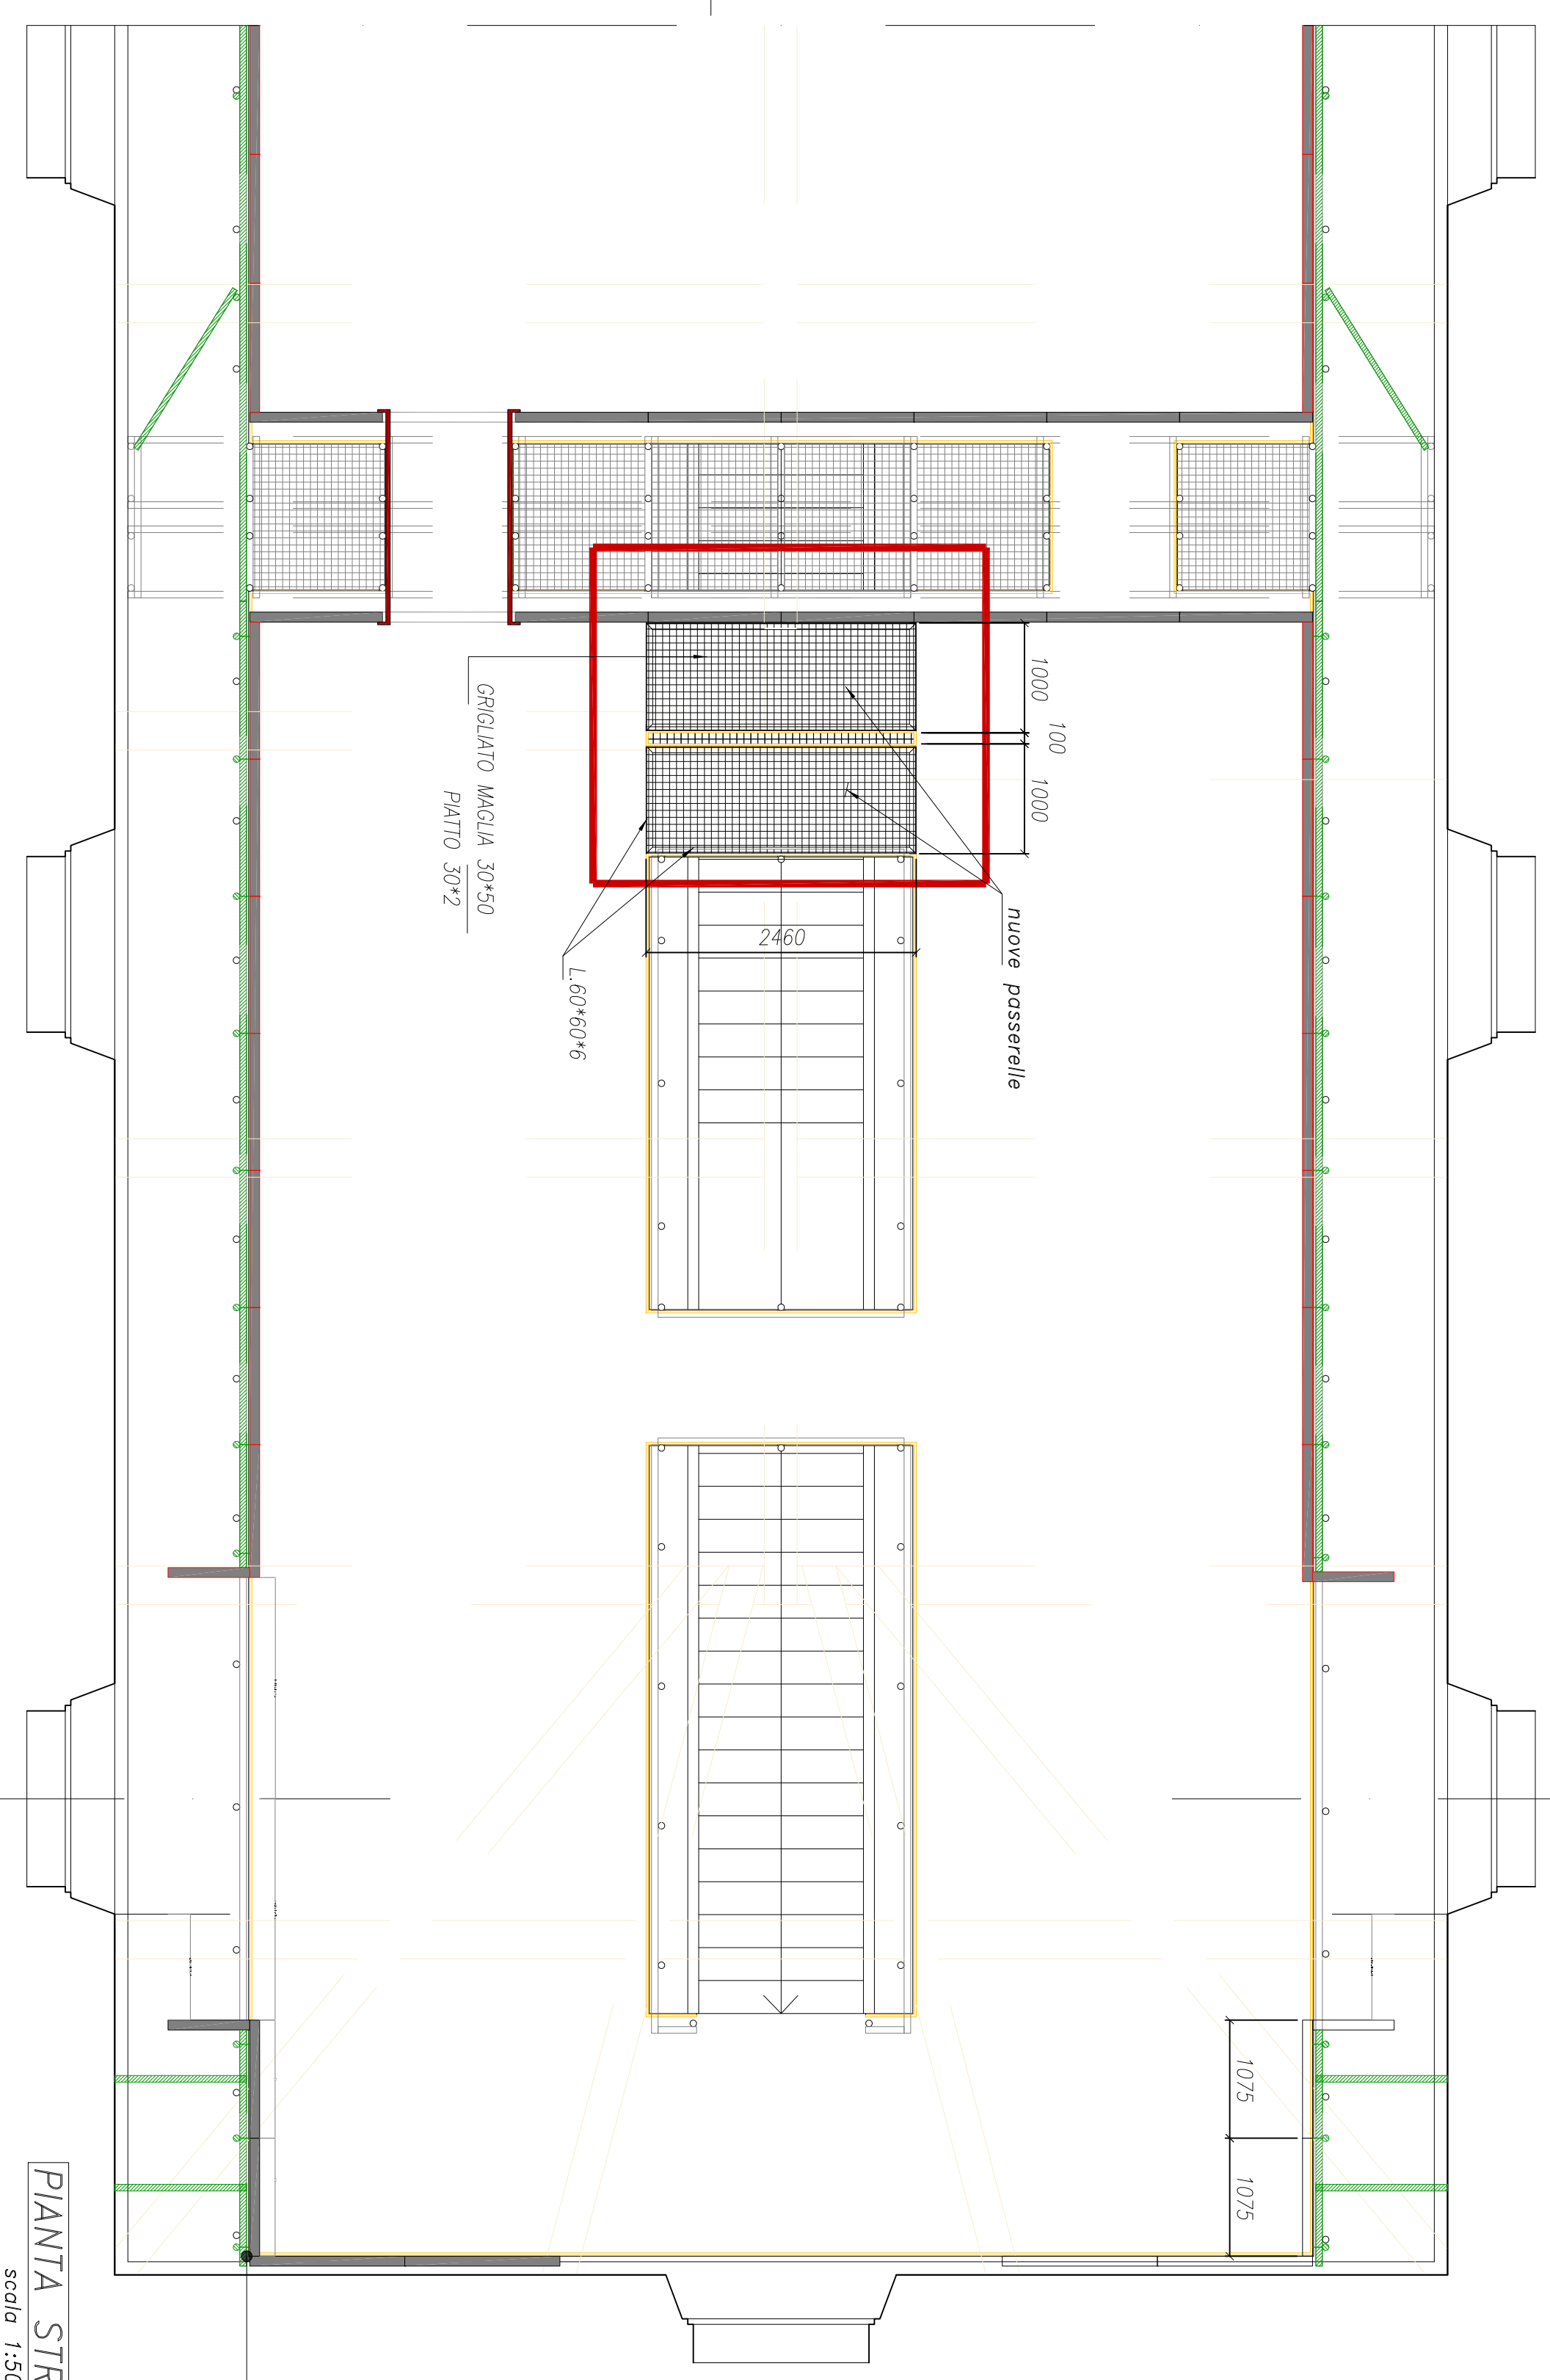 1000
100
1000
GRIGLIATO MAGLIA 30*50
PIATTO 30*2
nuove passerelle
2460
L.60*60*6
1075
1075
PIANTA STR
scala 1:50